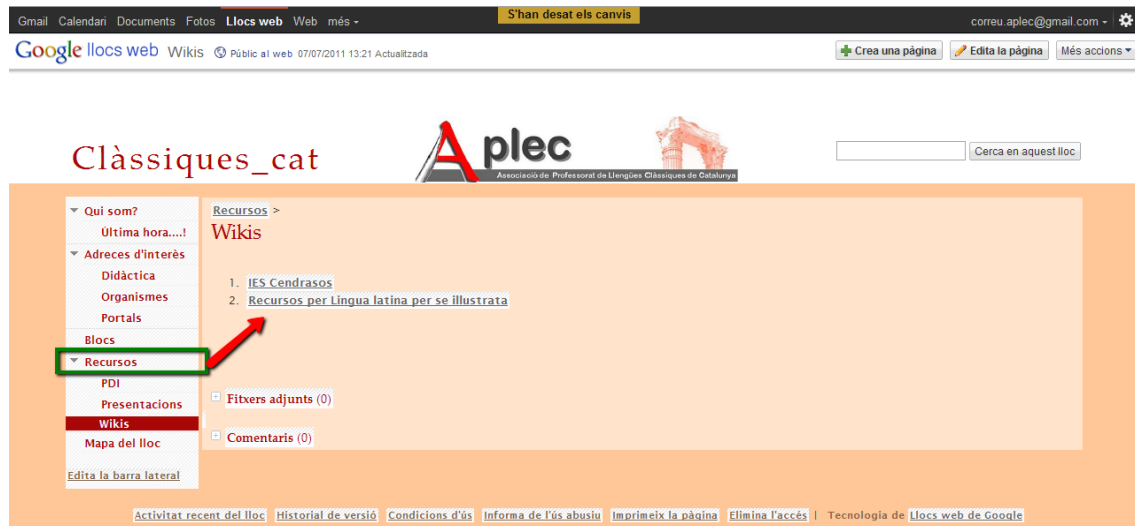 Gmail Calendari Documents Fotos Llocs web Web més
S'han desat els canvis
correu.aplec@gmail.com
Google llocs web Wikis Públic al web 07/07/2011 13:21 Actualitzada
Crea una pàgina Edita la pàgina Més accions
Clàssiques_cat
Aplec
Associació de Professorat de Llengües Clàssiques de Catalunya
Cerca en aquest lloc
Qui som?
Última hora....!
Adreces d'interès
Didàctica
Organismes
Portals
Blocs
Recursos
PDI
Presentacions
Wikis
Mapa del lloc
Edita la barra lateral
Recursos >
Wikis
1. IES Cendrasos
2. Recursos per Lingua latina per se illustrata
Fitxers adjunts (0)
Comentaris (0)
Activitat recent del lloc Historial de versió Condicions d'ús Informa de l'ús abusiu Imprimeix la pàgina Elimina l'accés | Tecnologia de Llocs web de Google